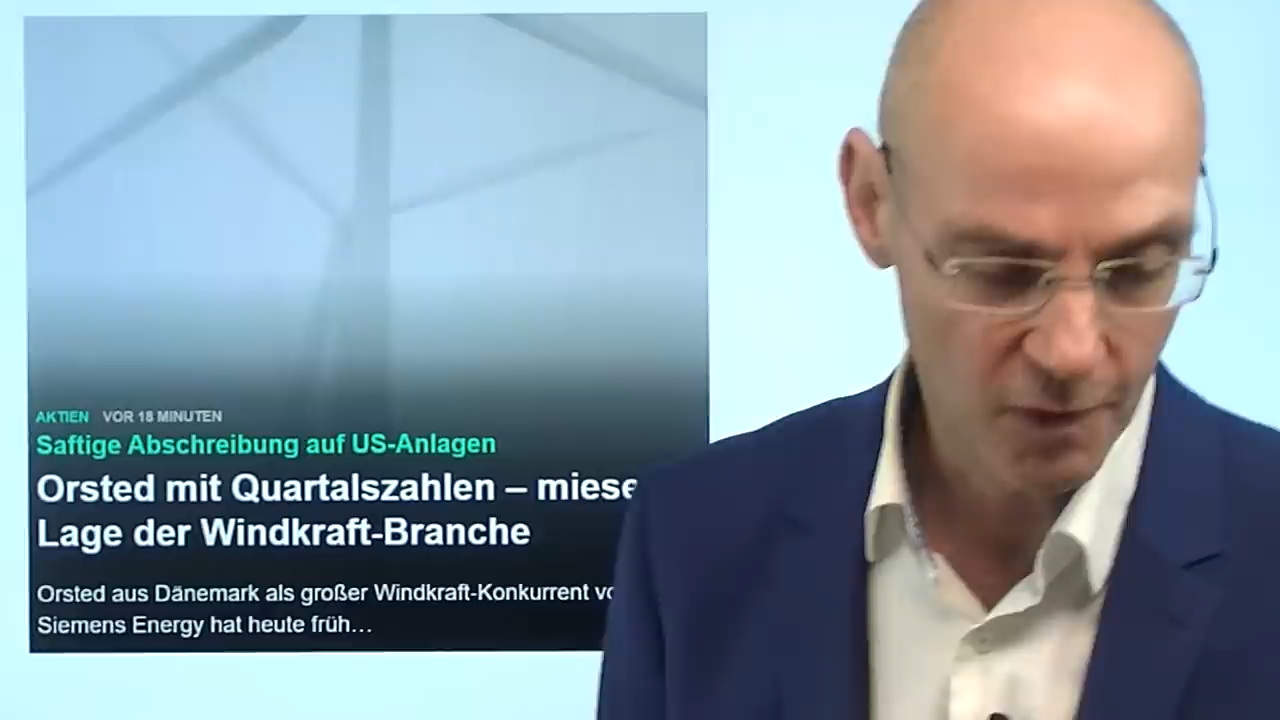 AKTIEN VOR 18 MINUTEN
Saftige Abschreibung auf US-Anlagen
Orsted mit Quartalszahlen – miese
Lage der Windkraft-Branche
Orsted aus Dänemark als großer Windkraft-Konkurrent
Siemens Energy hat heute früh…